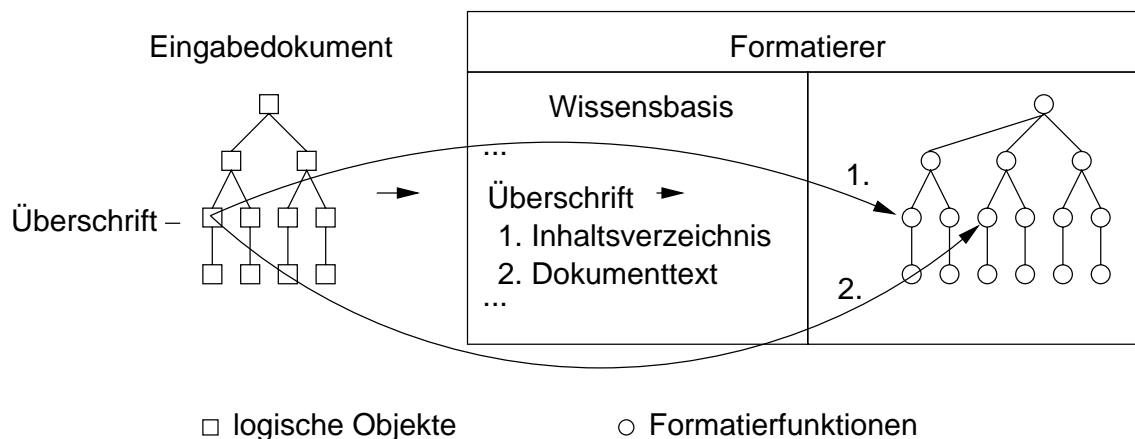 Eingabedokument
Formatierer
Wissensbasis
...
1.
Überschrift
Überschrift
1. Inhaltsverzeichnis
2. Dokumenttext
2.
...
logische Objekte
Formatierfunktionen